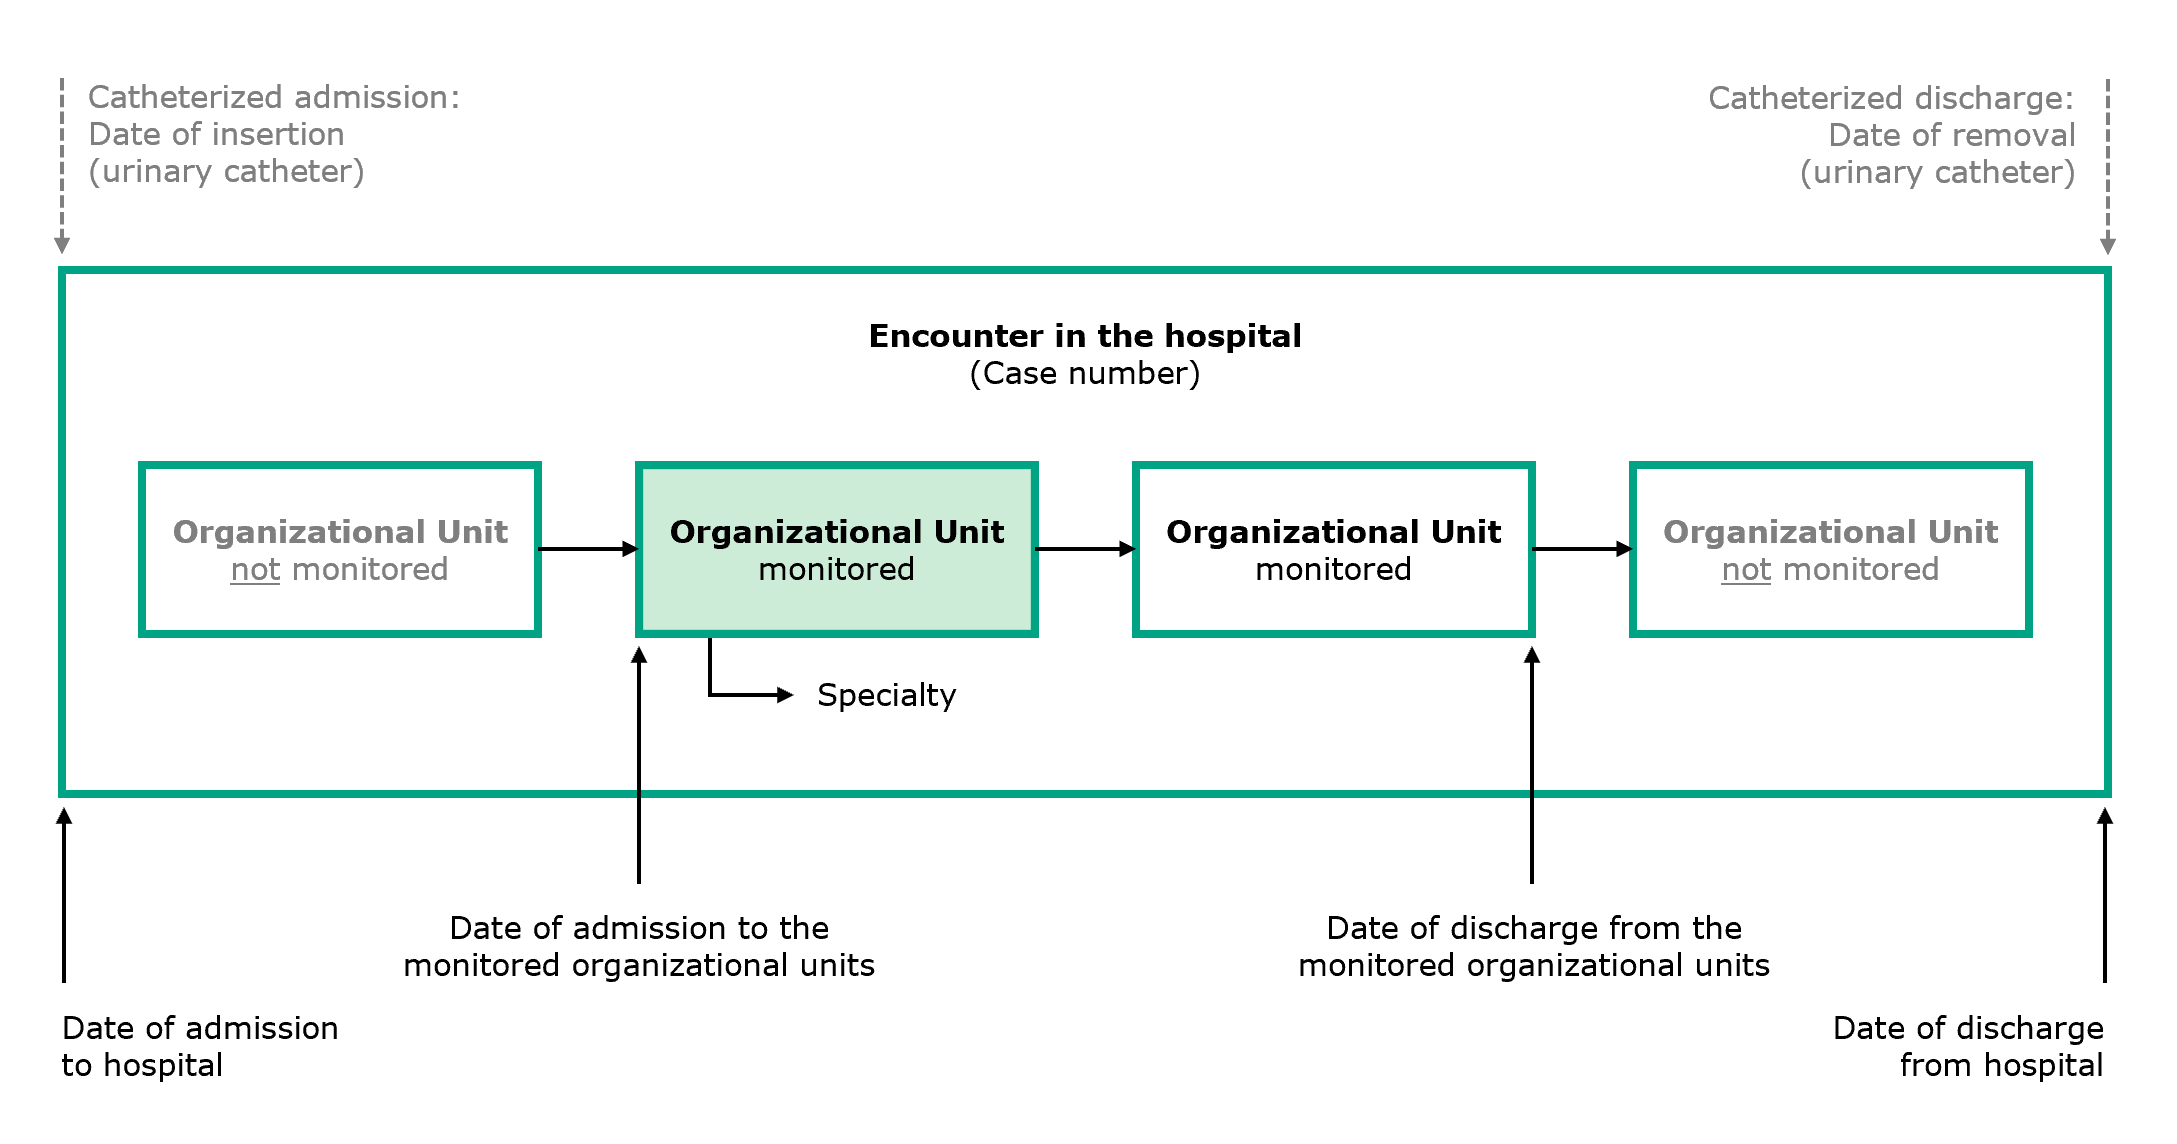 Catheterized admission:
Date of insertion
(urinary catheter)
Catheterized discharge:
Date of removal
(urinary catheter)
Encounter in the hospital
(Case number)
Organizational Unit
not monitored
Organizational Unit
monitored
Organizational Unit
monitored
Organizational Unit
not monitored
Specialty
Date of admission to the
monitored organizational units
Date of discharge from the
monitored organizational units
Date of admission
to hospital
Date of discharge
from hospital